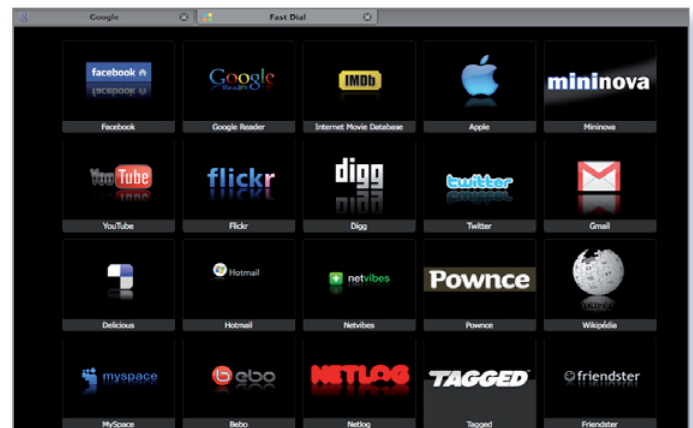 Google Fast Dial
facebook Google Reader IMDb mininova
Facebook Google Reader Internet Movie Database Apple Mininova
You Tube flickr digg twitter
YouTube Flickr Digg Twitter Gmail
Hotmail netvibes Pownce
Delicious Hotmail Netvibes Pownce Wikipédia
myspace bebo NETLOG TAGGED friendster
MySpace Bebo Netlog Tagged Friendster